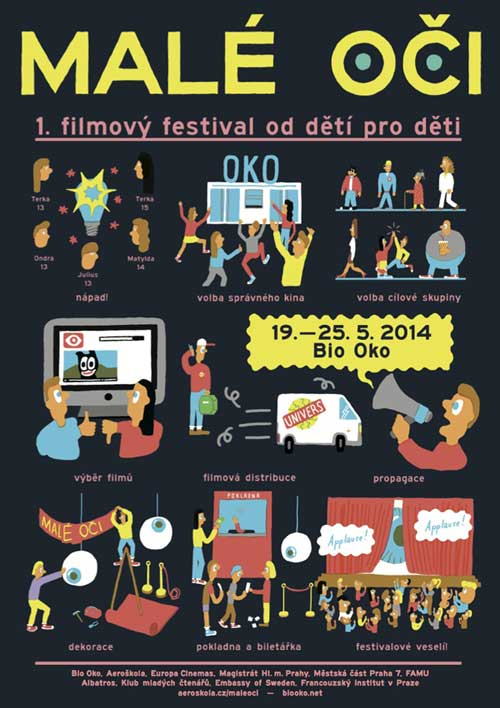 MALÉ OČI
1. filmový festival od dětí pro děti
Terka
13
Terka
15
Ondra
13
Julius
13
Matylda
14
nápad!
OKO
volba správného kina
volba cílové skupiny
výběr filmů
UNIVERS
filmová distribuce
19.—25. 5. 2014
Bio Oko
propagace
MALÉ OČI
dekorace
POKLADNA
pokladna a biletářka
Applause!
Applause!
festivalové veselí!
Bio Oko, Aeroškola, Europa Cinemas, Magistrát Hl. m. Prahy, Městská část Praha 7, FAMU
Albatros, Klub mladých čtenářů, Embassy of Sweden, Francouzský institut v Praze
aeroskola.cz/maleoci — biooko.net